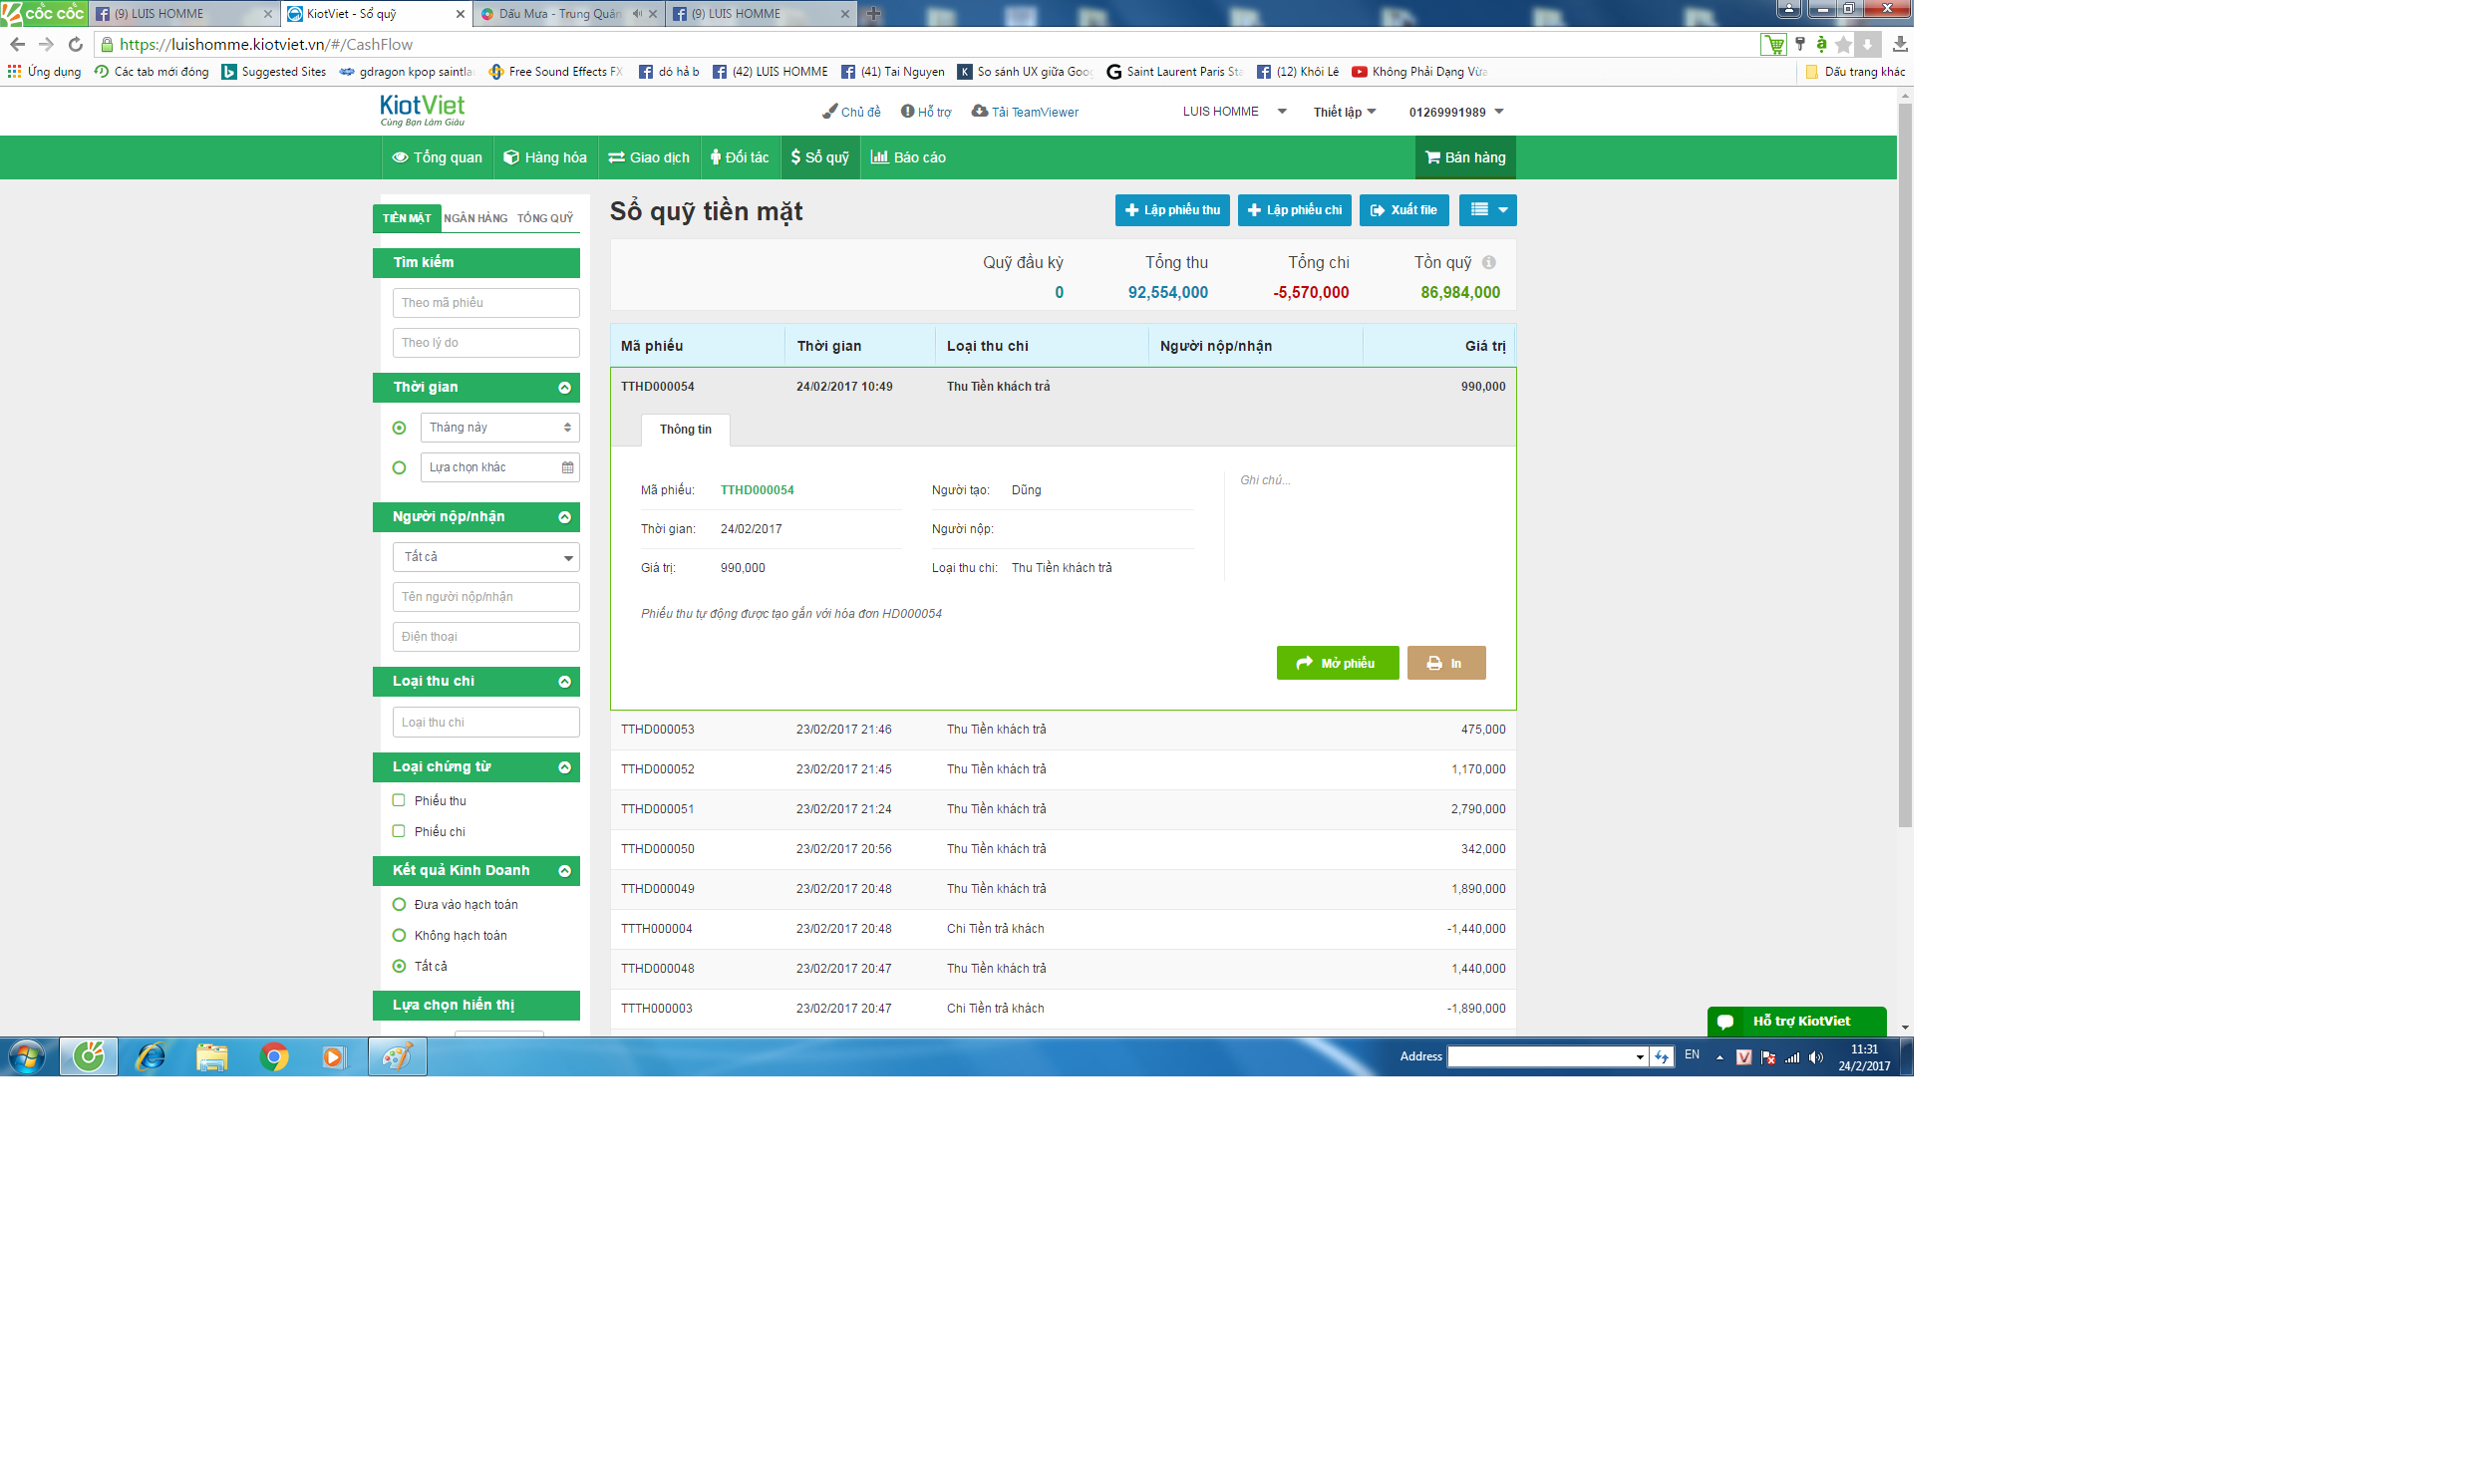 CỐC CỐC (9) LUIS HOMME KiotViet - Sổ quỹ Dấu Mưa - Trung Quân (9) LUIS HOMME
https://luishomme.kiotviet.vn/#/CashFlow
Ứng dụng Các tab mới đóng Suggested Sites gdragon kpop saintla Free Sound Effects FX dó hả b (42) LUIS HOMME (41) Tai Nguyen So sánh UX giữa Goog Saint Laurent Paris Sta (12) Khôi Lê Không Phải Dạng Vừa Dấu trang khác
KiotViet
Cùng Bạn Làm Giàu
Chủ đề Hỗ trợ Tải TeamViewer LUIS HOMME Thiết lập 01269991989
Tổng quan Hàng hóa Giao dịch Đối tác Sổ quỹ Báo cáo Bán hàng
TIỀN MẶT NGÂN HÀNG TỔNG QUỸ
Sổ quỹ tiền mặt
Lập phiếu thu Lập phiếu chi Xuất file
Tìm kiếm
Theo mã phiếu
Theo lý do
Thời gian
Tháng này
Lựa chọn khác
Người nộp/nhận
Tất cả
Tên người nộp/nhận
Điện thoại
Loại thu chi
Loại thu chi
Loại chứng từ
Phiếu thu
Phiếu chi
Kết quả Kinh Doanh
Đưa vào hạch toán
Không hạch toán
Tất cả
Lựa chọn hiển thị
Quỹ đầu kỳ Tổng thu Tổng chi Tồn quỹ
0 92,554,000 -5,570,000 86,984,000
Mã phiếu Thời gian Loại thu chi Người nộp/nhận Giá trị
TTHD000054 24/02/2017 10:49 Thu Tiền khách trả 990,000
Thông tin
Mã phiếu: TTHD000054 Người tạo: Dũng Ghi chú...
Thời gian: 24/02/2017 Người nộp:
Giá trị: 990,000 Loại thu chi: Thu Tiền khách trả
Phiếu thu tự động được tạo gắn với hóa đơn HD000054
Mở phiếu In
TTHD000053 23/02/2017 21:46 Thu Tiền khách trả 475,000
TTHD000052 23/02/2017 21:45 Thu Tiền khách trả 1,170,000
TTHD000051 23/02/2017 21:24 Thu Tiền khách trả 2,790,000
TTHD000050 23/02/2017 20:56 Thu Tiền khách trả 342,000
TTHD000049 23/02/2017 20:48 Thu Tiền khách trả 1,890,000
TTTH000004 23/02/2017 20:48 Chi Tiền trả khách -1,440,000
TTHD000048 23/02/2017 20:47 Thu Tiền khách trả 1,440,000
TTTH000003 23/02/2017 20:47 Chi Tiền trả khách -1,890,000
Hỗ trợ KiotViet
Address EN 11:31
24/2/2017